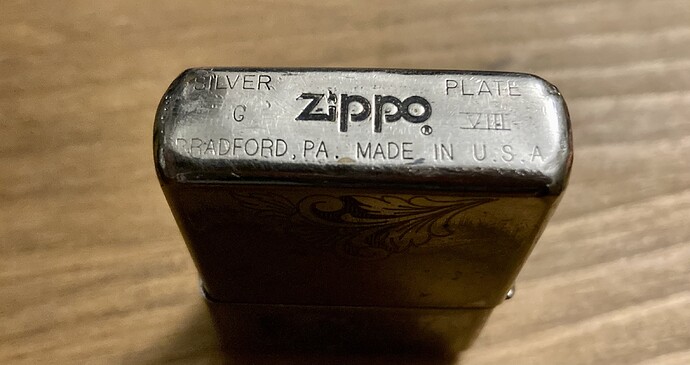 SILVER PLATE
G zippo® VIII
BRADFORD, PA. MADE IN U.S.A